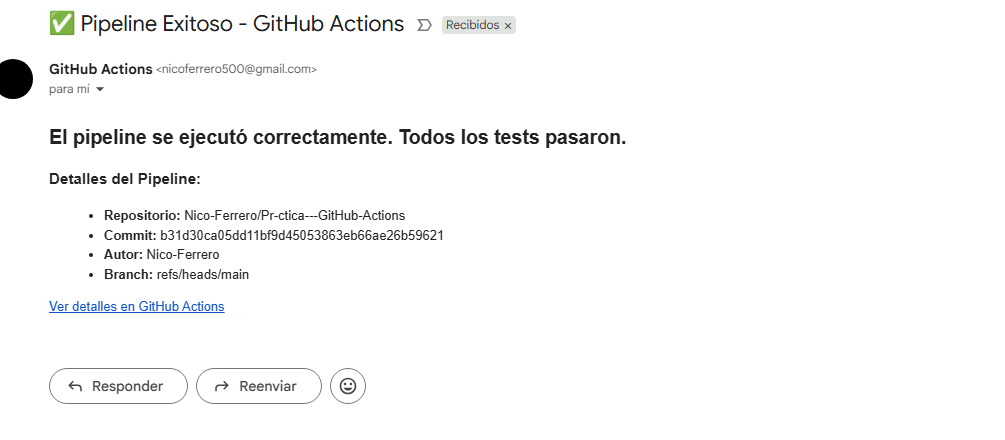 ✅ Pipeline Exitoso - GitHub Actions Recibidos ×
GitHub Actions <nicoferrero500@gmail.com>
para mí
El pipeline se ejecutó correctamente. Todos los tests pasaron.
Detalles del Pipeline:
• Repositorio: Nico-Ferrero/Pr-ctica---GitHub-Actions
• Commit: b31d30ca05dd11bf9d45053863eb66ae26b59621
• Autor: Nico-Ferrero
• Branch: refs/heads/main
Ver detalles en GitHub Actions
Responder Reenviar